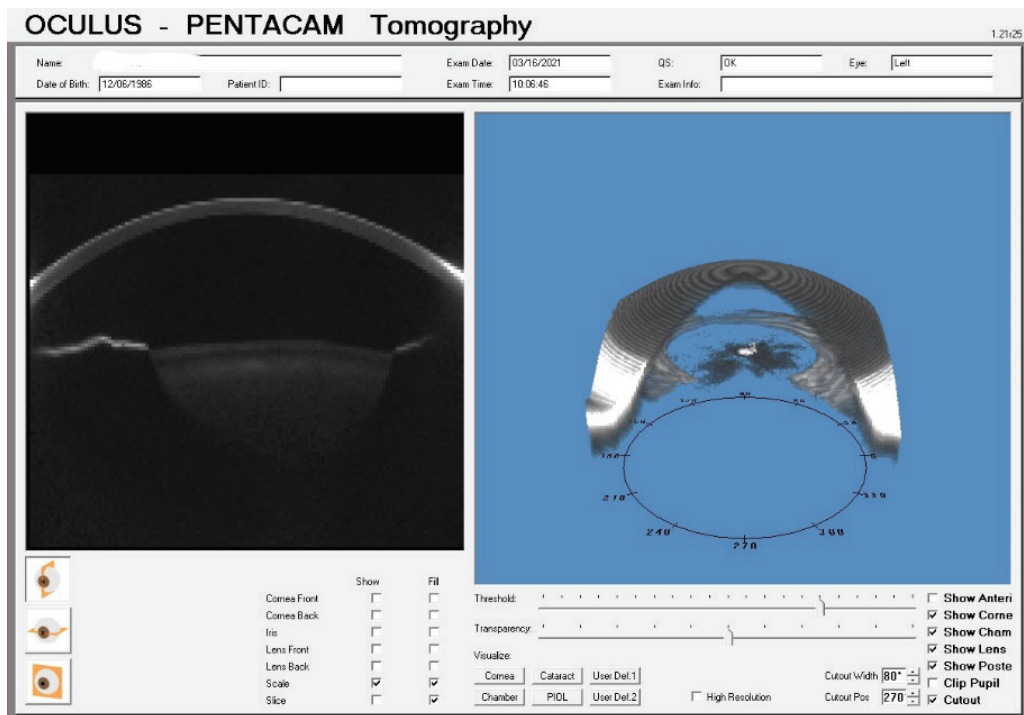 OCULUS - PENTACAM Tomography
1.21r25
Name: Exam Date: 03/16/2021 QS: OK Eye: Left
Date of Birth: 12/06/1986 Patient ID: Exam Time: 10:06:46 Exam Info:
120 90 60
150 30
180 0
210 330
240 270 300
Show Fill
Cornea Front
Cornea Back
Iris
Lens Front
Lens Back
Scale
Slice
Threshold:
Transparency:
Visualize:
Cornea Cataract User Def.1
Chamber PIOL User Def.2
High Resolution
Cutout Width 80°
Cutout Pos 270
Show Anteri
Show Corne
Show Cham
Show Lens
Show Poste
Clip Pupil
Cutout